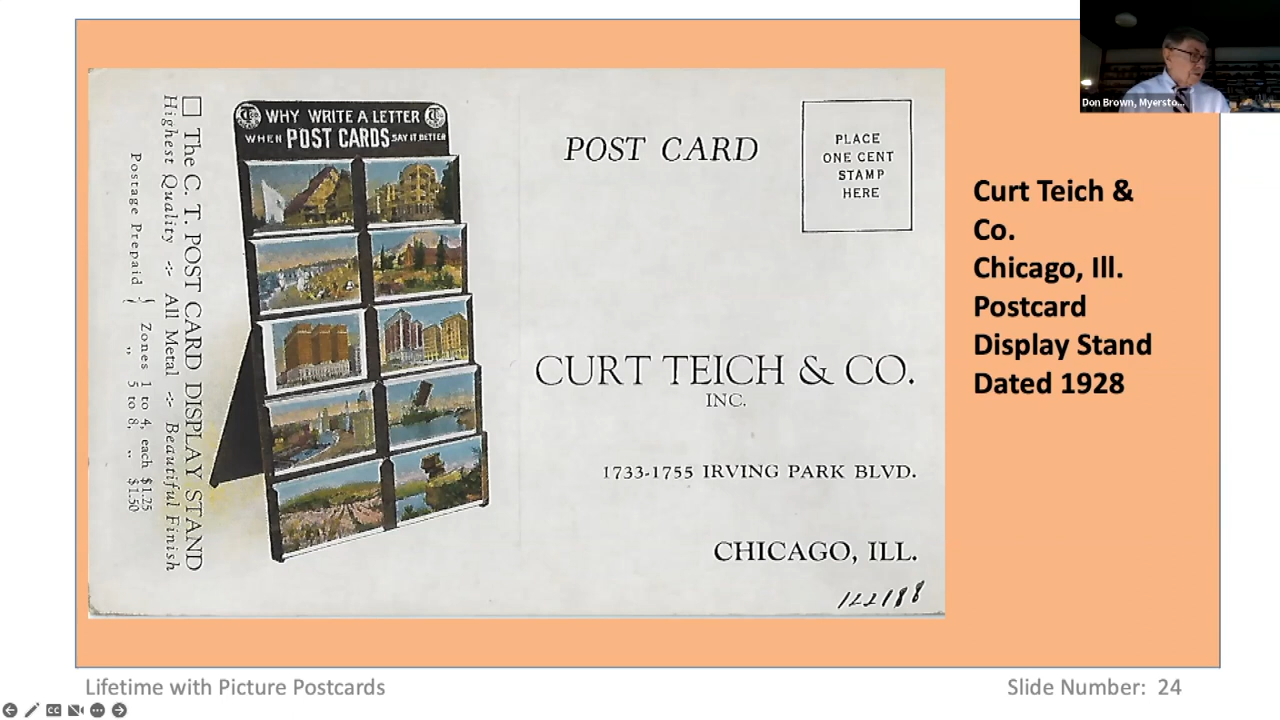 WHY WRITE A LETTER
WHEN POST CARDS SAY IT BETTER
☐ The C. T. POST CARD DISPLAY STAND
Highest Quality -:- All Metal -:- Beautiful Finish
Postage Prepaid { Zones 1 to 4, each $1.25
„ 5 to 8, „ $1.50
POST CARD
PLACE
ONE CENT
STAMP
HERE
CURT TEICH & CO.
INC.
1733-1755 IRVING PARK BLVD.
CHICAGO, ILL.
122188
Curt Teich &
Co.
Chicago, Ill.
Postcard
Display Stand
Dated 1928
Don Brown, Myersto...
Lifetime with Picture Postcards
Slide Number: 24